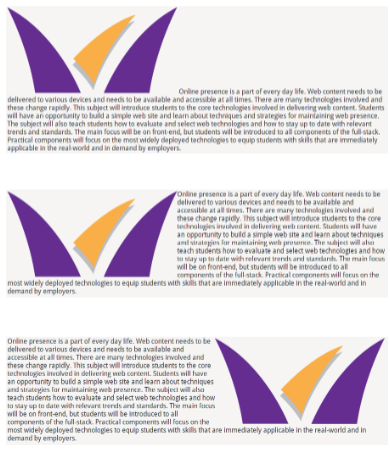 Online presence is a part of every day life. Web content needs to be
delivered to various devices and needs to be available and accessible at all times. There are many technologies involved and
these change rapidly. This subject will introduce students to the core technologies involved in delivering web content. Students
will have an opportunity to build a simple web site and learn about techniques and strategies for maintaining web presence.
The subject will also teach students how to evaluate and select web technologies and how to stay up to date with relevant
trends and standards. The main focus will be on front-end, but students will be introduced to all components of the full-stack.
Practical components will focus on the most widely deployed technologies to equip students with skills that are immediately
applicable in the real-world and in demand by employers.
Online presence is a part of every day life. Web content needs to be
delivered to various devices and needs to be available and
accessible at all times. There are many technologies involved and
these change rapidly. This subject will introduce students to the core
technologies involved in delivering web content. Students will have
an opportunity to build a simple web site and learn about techniques
and strategies for maintaining web presence. The subject will also
teach students how to evaluate and select web technologies and how
to stay up to date with relevant trends and standards. The main focus
will be on front-end, but students will be introduced to all
components of the full-stack. Practical components will focus on the
most widely deployed technologies to equip students with skills that are immediately applicable in the real-world and in
demand by employers.
Online presence is a part of every day life. Web content needs to be
delivered to various devices and needs to be available and
accessible at all times. There are many technologies involved and
these change rapidly. This subject will introduce students to the core
technologies involved in delivering web content. Students will have
an opportunity to build a simple web site and learn about techniques
and strategies for maintaining web presence. The subject will also
teach students how to evaluate and select web technologies and how
to stay up to date with relevant trends and standards. The main focus
will be on front-end, but students will be introduced to all
components of the full-stack. Practical components will focus on the
most widely deployed technologies to equip students with skills that are immediately applicable in the real-world and in
demand by employers.